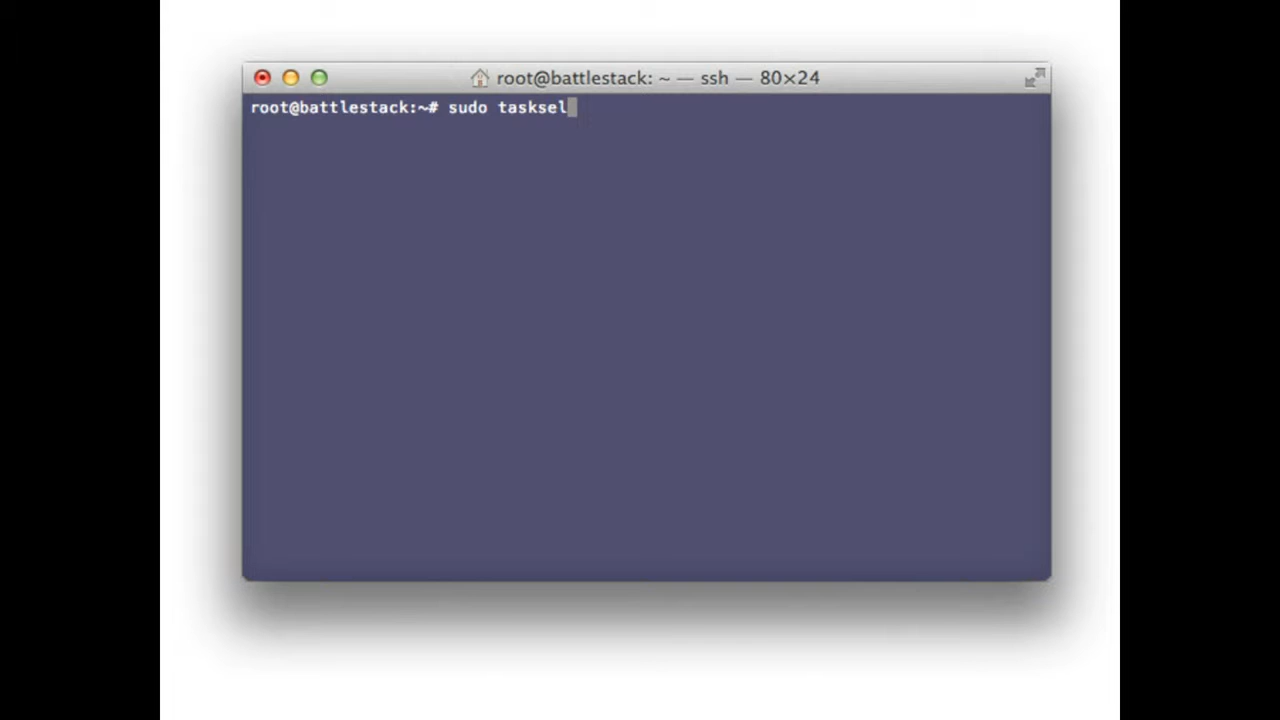 root@battlestack: ~ — ssh — 80×24
root@battlestack:~# sudo tasksel